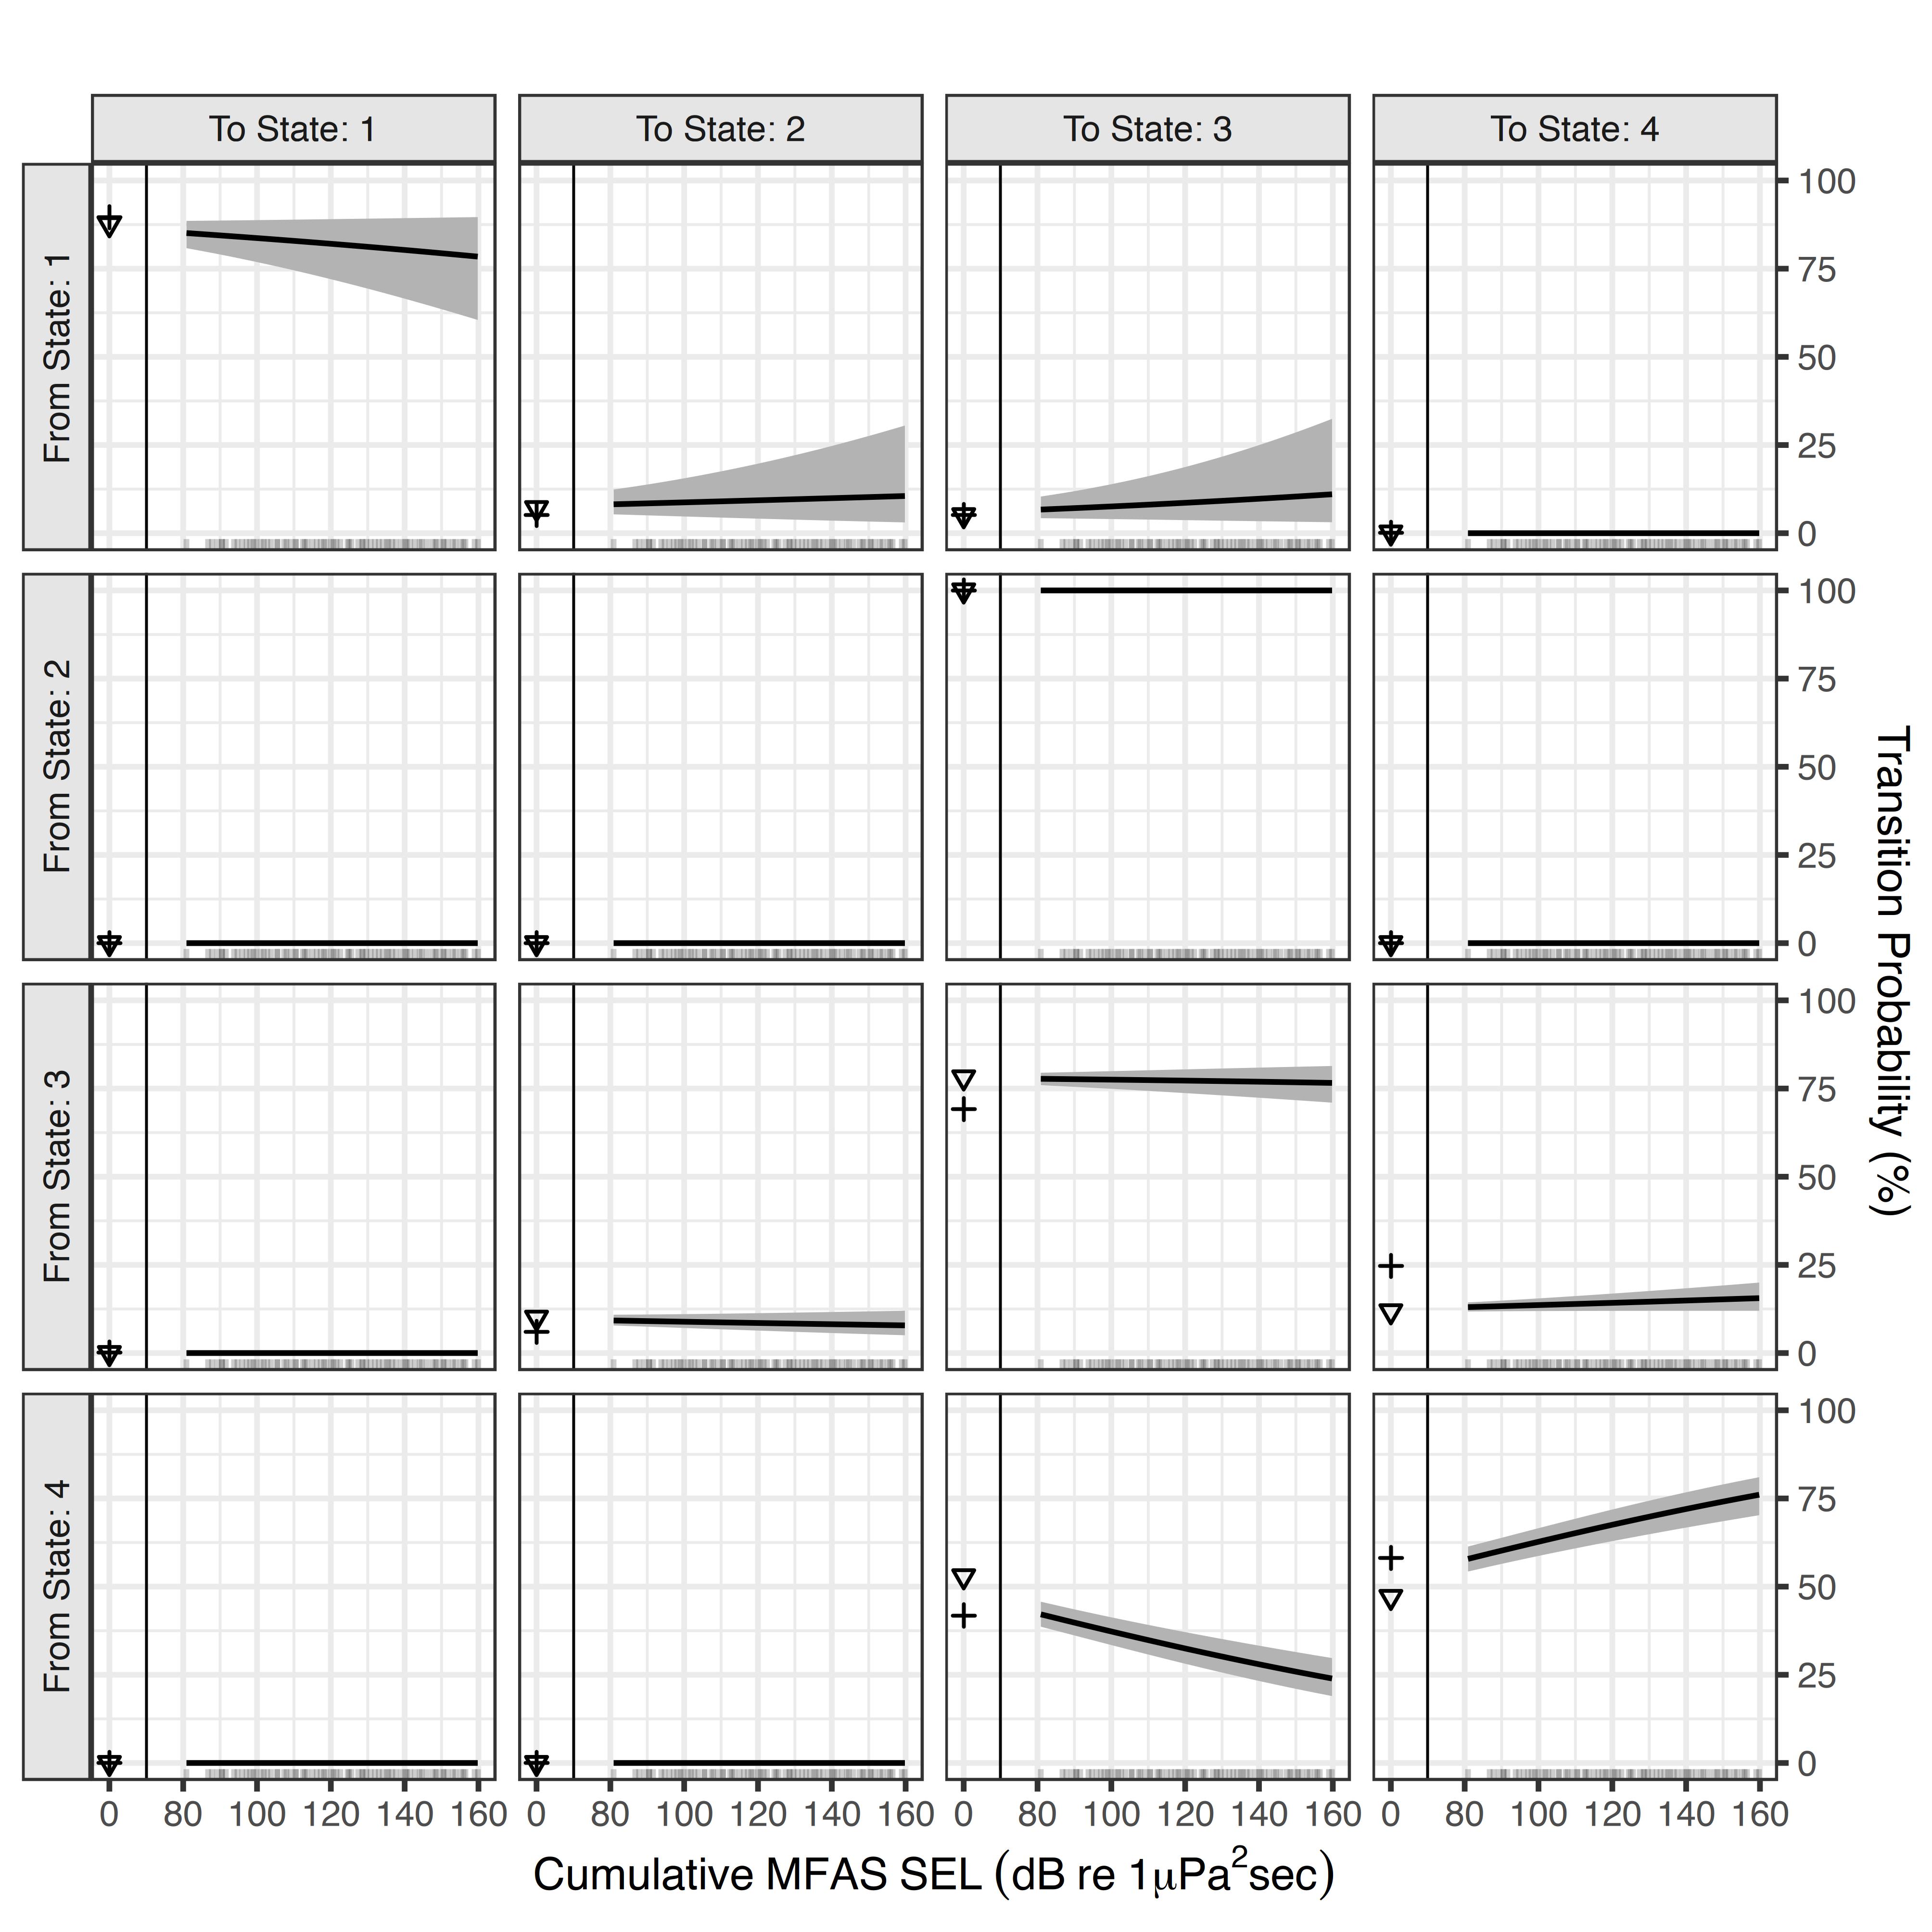 To State: 1 To State: 2 To State: 3 To State: 4
From State: 1
100
75
50
25
0
From State: 2
100
75
50
25
0
From State: 3
100
75
50
25
0
From State: 4
100
75
50
25
0
Transition Probability (%)
0 80 100 120 140 160 0 80 100 120 140 160 0 80 100 120 140 160 0 80 100 120 140 160
Cumulative MFAS SEL (dB re 1μPa²sec)